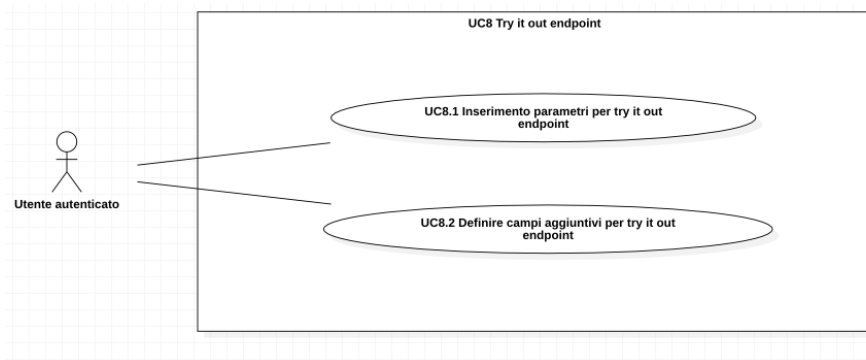 UC8 Try it out endpoint
UC8.1 Inserimento parametri per try it out
endpoint
Utente autenticato
UC8.2 Definire campi aggiuntivi per try it out
endpoint